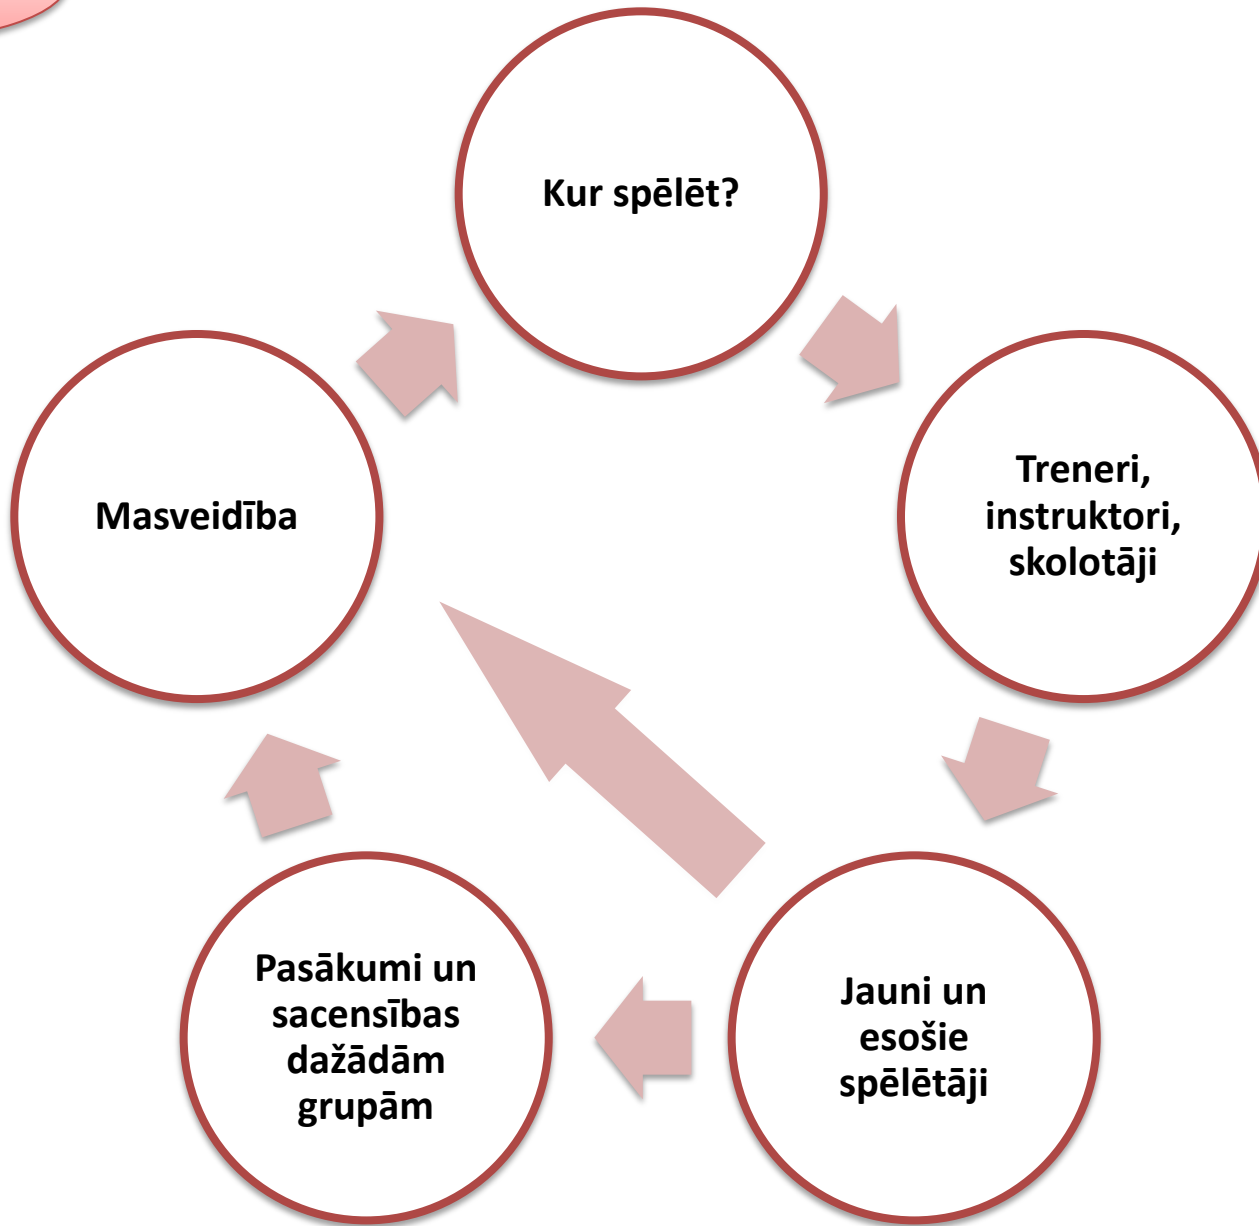 Kur spēlēt?
Treneri,
instruktori,
skolotāji
Jauni un
esošie
spēlētāji
Pasākumi un
sacensības
dažādām
grupām
Masveidība